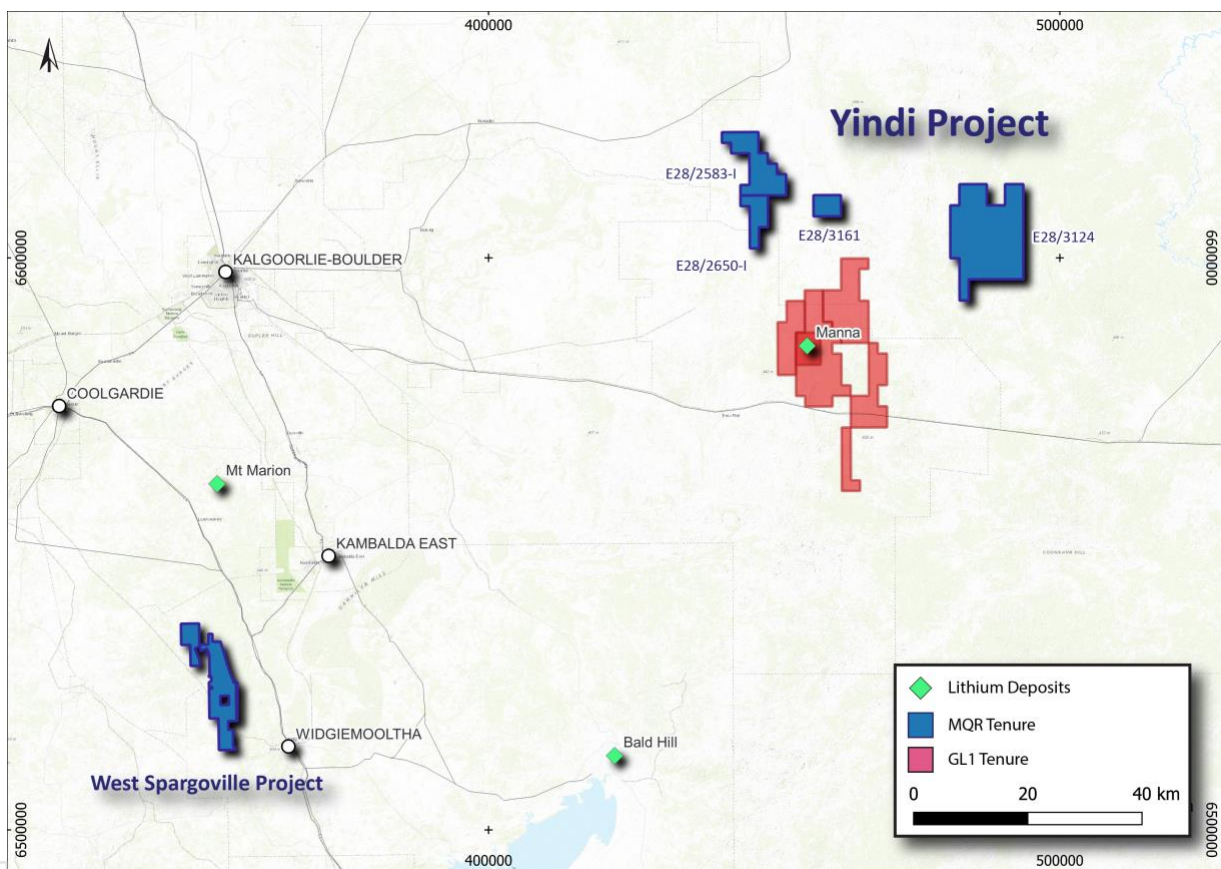 400000
500000
Yindi Project
E28/2583-I
E28/3161
E28/3124
E28/2650-I
6600000
6600000
KALGOORLIE-BOULDER
Manna
COOLGARDIE
Mt Marion
KAMBALDA EAST
WIDGIEMOOLTHA
Bald Hill
West Spargoville Project
Lithium Deposits
MQR Tenure
GL1 Tenure
0
20
40 km
6500000
6500000
400000
500000